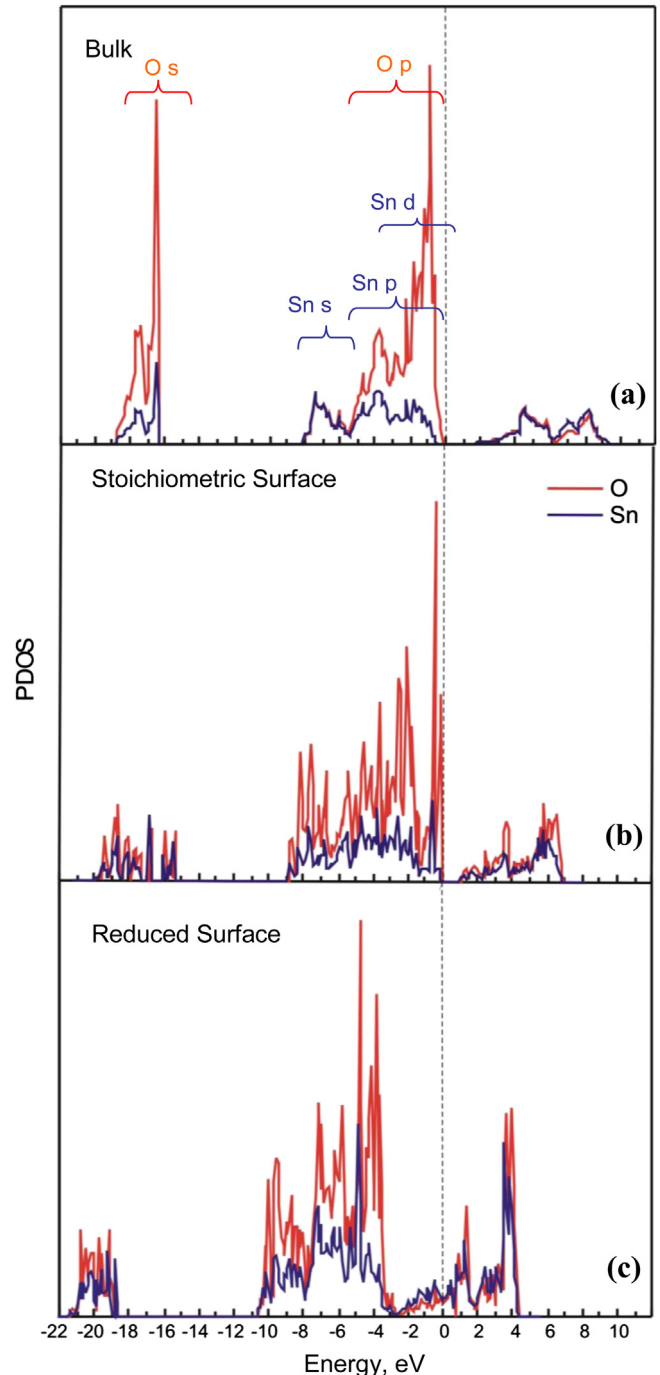 Bulk
O s
O p
Sn d
Sn p
Sn s
(a)
Stoichiometric Surface
O
Sn
PDOS
(b)
Reduced Surface
(c)
-22 -20 -18 -16 -14 -12 -10 -8 -6 -4 -2 0 2 4 6 8 10
Energy, eV